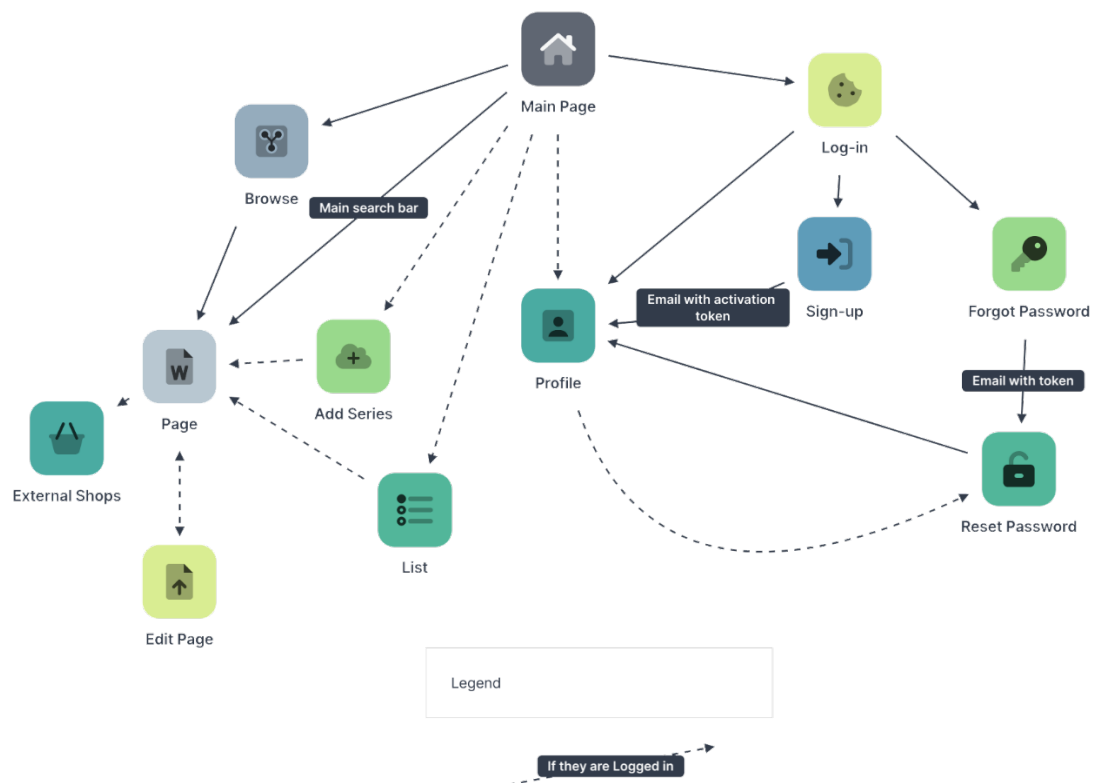 Main Page
Log-in
Browse
Main search bar
Email with activation
token
Sign-up
Forgot Password
Profile
Email with token
Add Series
W
Page
External Shops
Reset Password
List
Edit Page
Legend
If they are Logged in